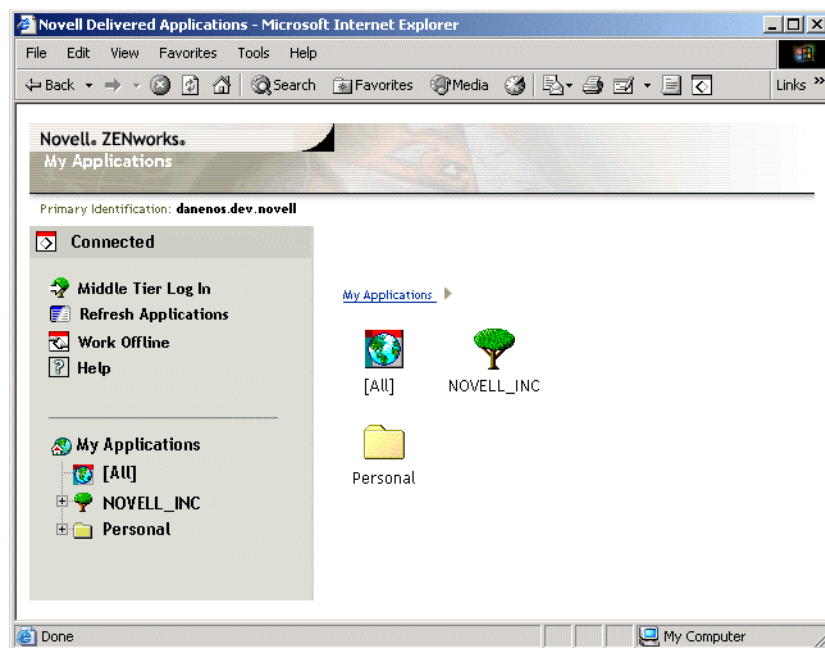 Novell Delivered Applications - Microsoft Internet Explorer
File Edit View Favorites Tools Help
Back Search Favorites Media Links »
Novell. ZENworks.
My Applications
Primary Identification: danenos.dev.novell
Connected
Middle Tier Log In
Refresh Applications
Work Offline
Help
My Applications
[All]
NOVELL_INC
Personal
My Applications
[All] NOVELL_INC
Personal
Done My Computer